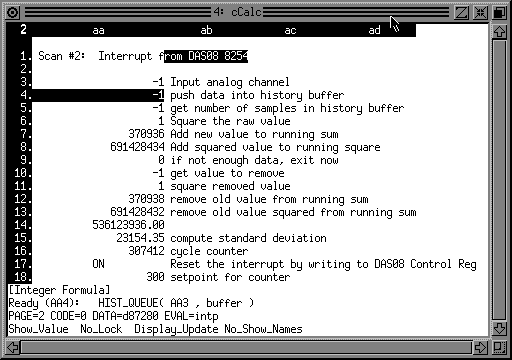 4: cCalc
2 aa ab ac ad
1. Scan #2: Interrupt from DAS08 8254
2.
3. -1 Input analog channel
4. -1 push data into history buffer
5. -1 get number of samples in history buffer
6. 1 Square the raw value
7. 370936 Add new value to running sum
8. 691428434 Add squared value to running square
9. 0 if not enough data, exit now
10. -1 get value to remove
11. 1 square removed value
12. 370938 remove old value from running sum
13. 691428432 remove old value squared from running sum
14. 536123936.00
15. 23154.35 compute standard deviation
16. 307412 cycle counter
17. ON Reset the interrupt by writing to DAS08 Control Reg
18. 300 setpoint for counter
[Integer Formula]
Ready (AA4): HIST_QUEUE( AA3 , buffer )
PAGE=2 CODE=0 DATA=d87280 EVAL=intp
Show_Value No_Lock Display_Update No_Show_Names